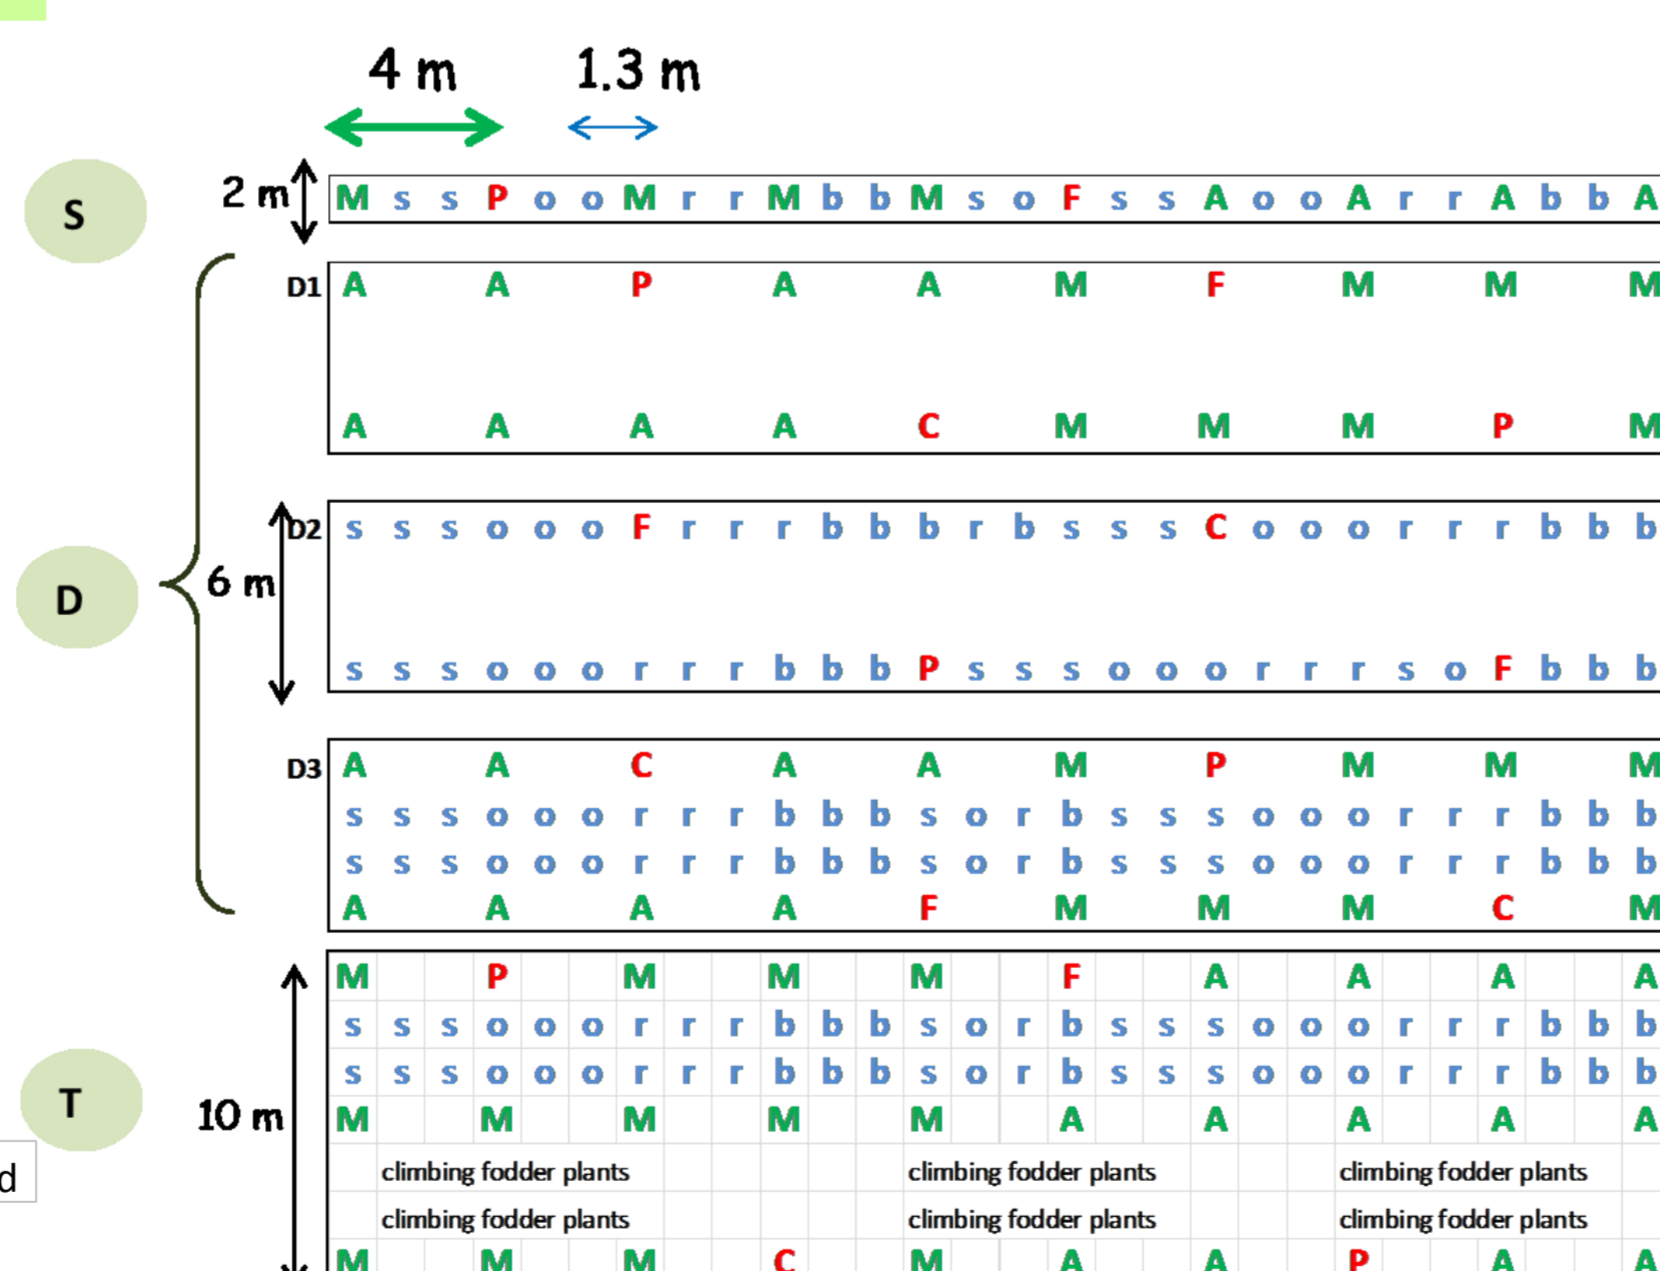 4 m 1.3 m
S 2 m M s s P o o M r r M b b M s o F s s A o o A r r A b b A
D1 A A P A A M F M M M
A A A A C M M M P M
D2 s s s o o o F r r r b b b r b s s s C o o o r r r b b b
D 6 m
s s s o o o r r r b b b P s s s o o o r r r s o F b b b
D3 A A C A A M P M M M
s s s o o o r r r b b b s o r b s s s o o o r r r b b b
s s s o o o r r r b b b s o r b s s s o o o r r r b b b
A A A A F M M M C M
M P M M M F A A A A
s s s o o o r r r b b b s o r b s s s o o o r r r b b b
s s s o o o r r r b b b s o r b s s s o o o r r r b b b
T 10 m M M M M M A A A A A
d climbing fodder plants climbing fodder plants climbing fodder plants
climbing fodder plants climbing fodder plants climbing fodder plants
M M M C M A A P A A